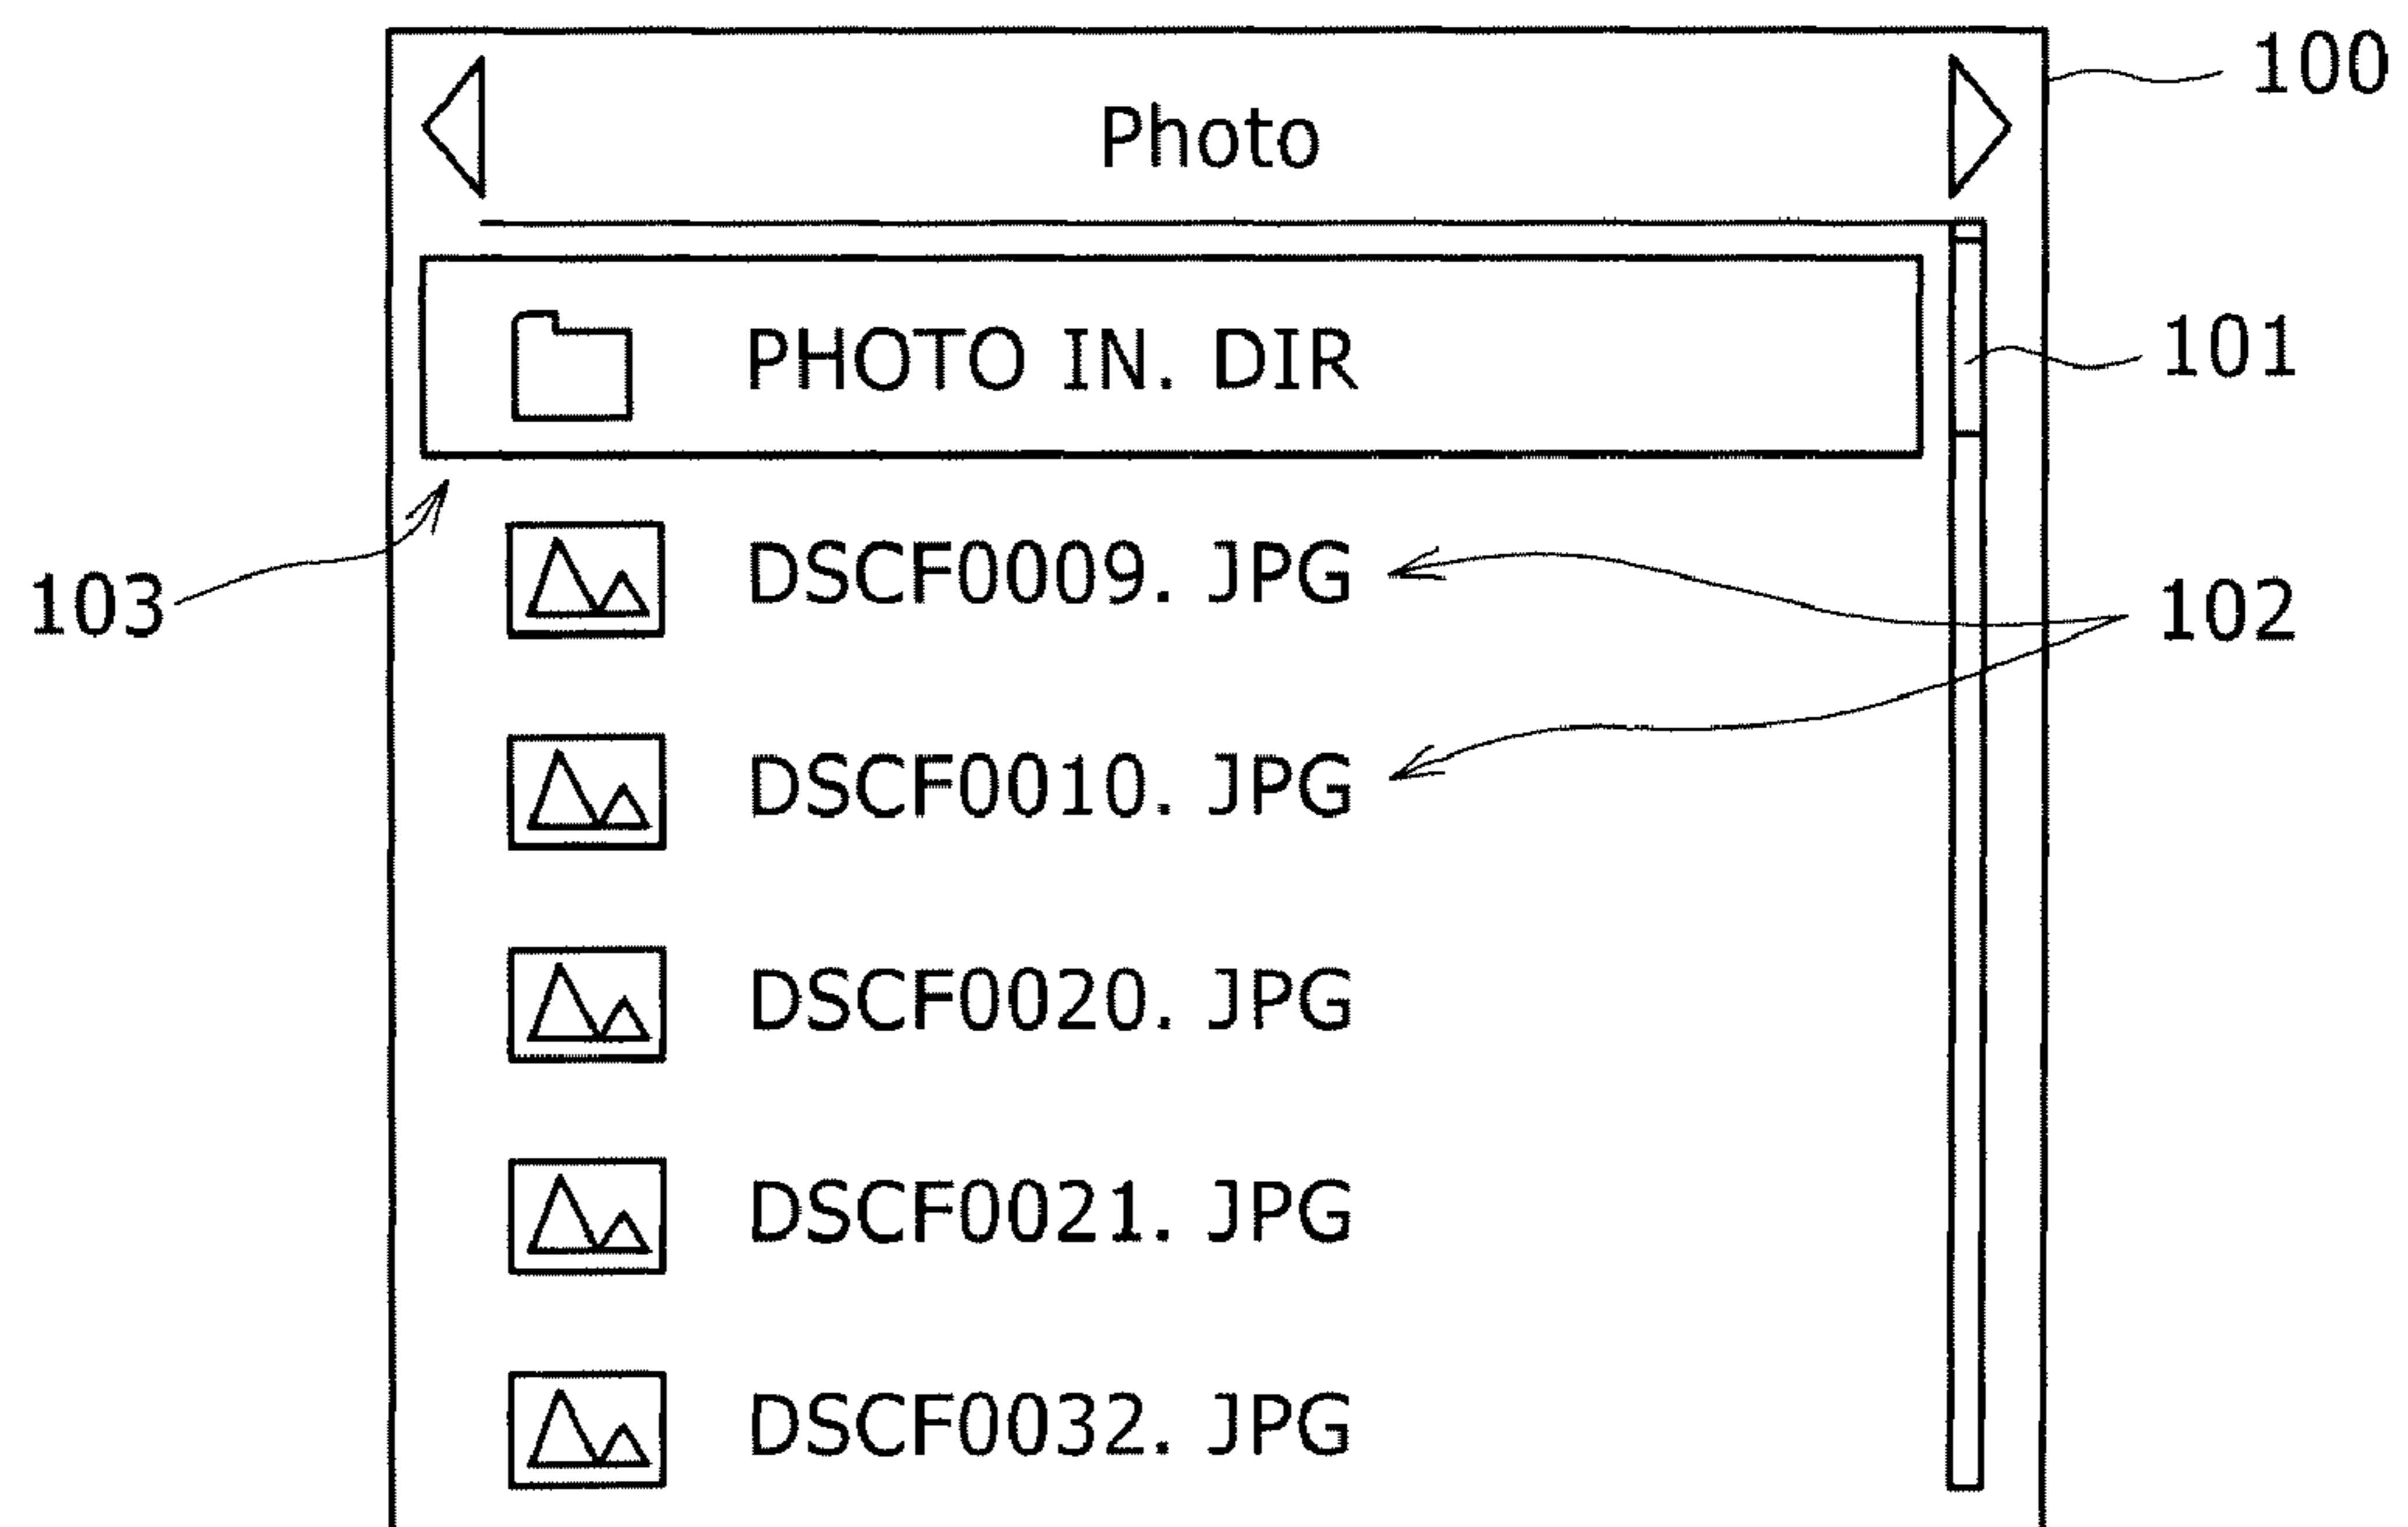 Photo
100
PHOTO IN. DIR
101
DSCF0009. JPG
103
102
DSCF0010. JPG
DSCF0020. JPG
DSCF0021. JPG
DSCF0032. JPG